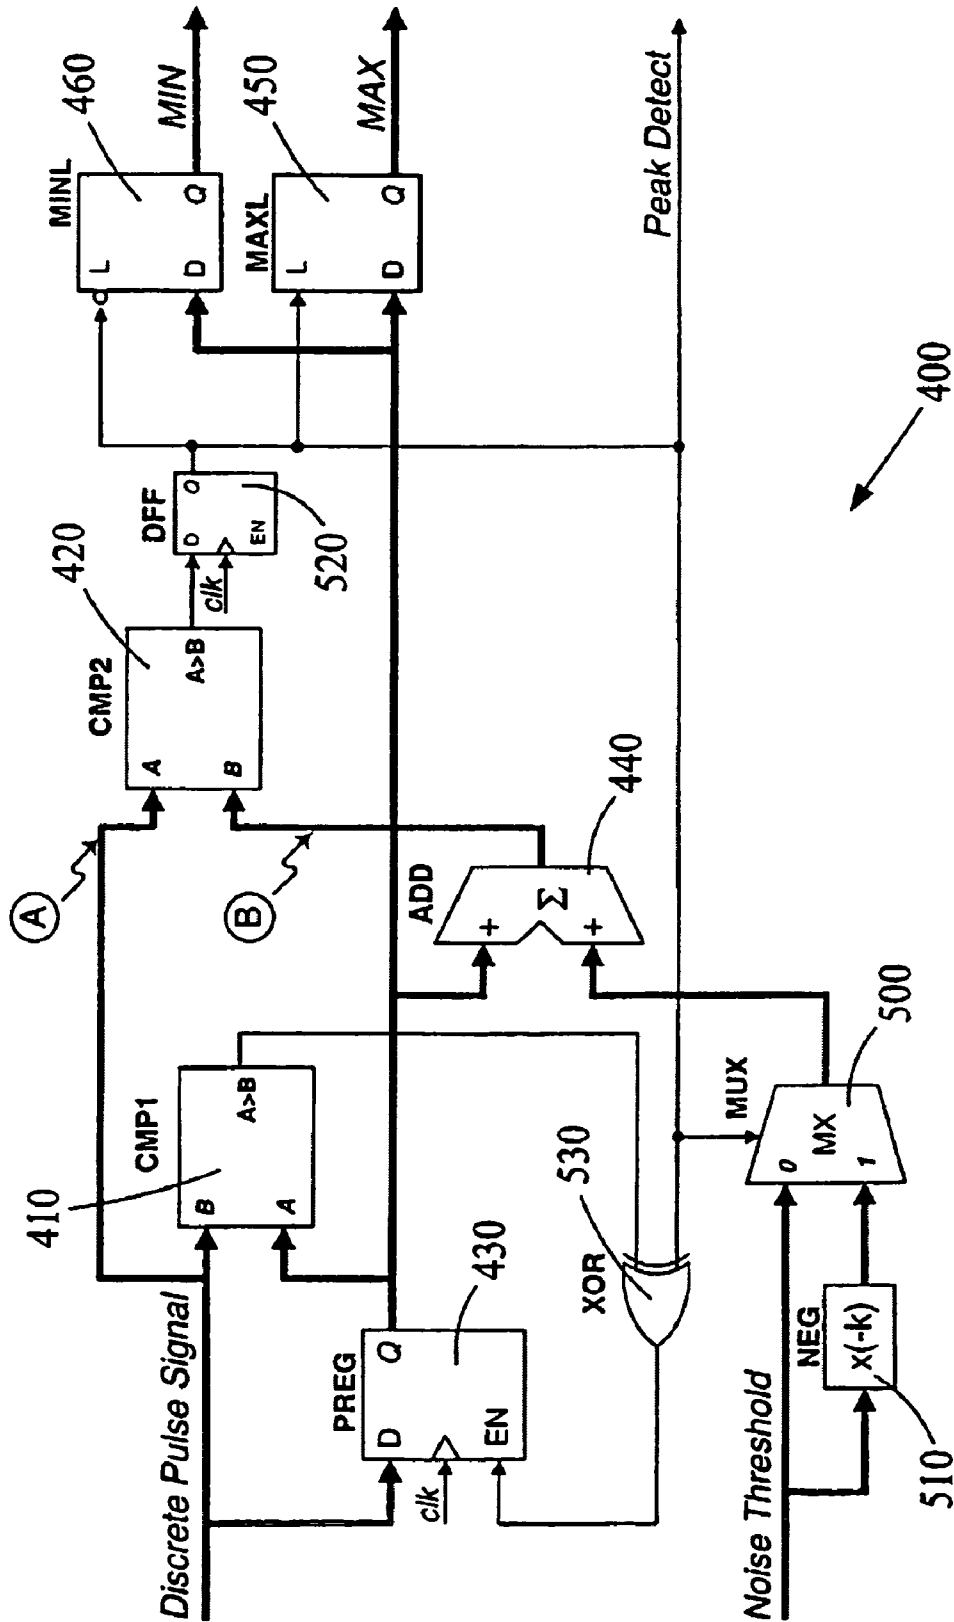 Discrete Pulse Signal
PREG
D
Q
clk
EN
430
410
CMP1
B
A
A>B
A
B
CMP2
A
B
A>B
420
DFF
D
Q
clk
EN
520
MINL
L
D
Q
460
MIN
MAXL
L
D
Q
450
MAX
Peak Detect
ADD
+
+
Σ
440
XOR
530
MUX
0
1
MX
500
Noise Threshold
NEG
x(-k)
510
400